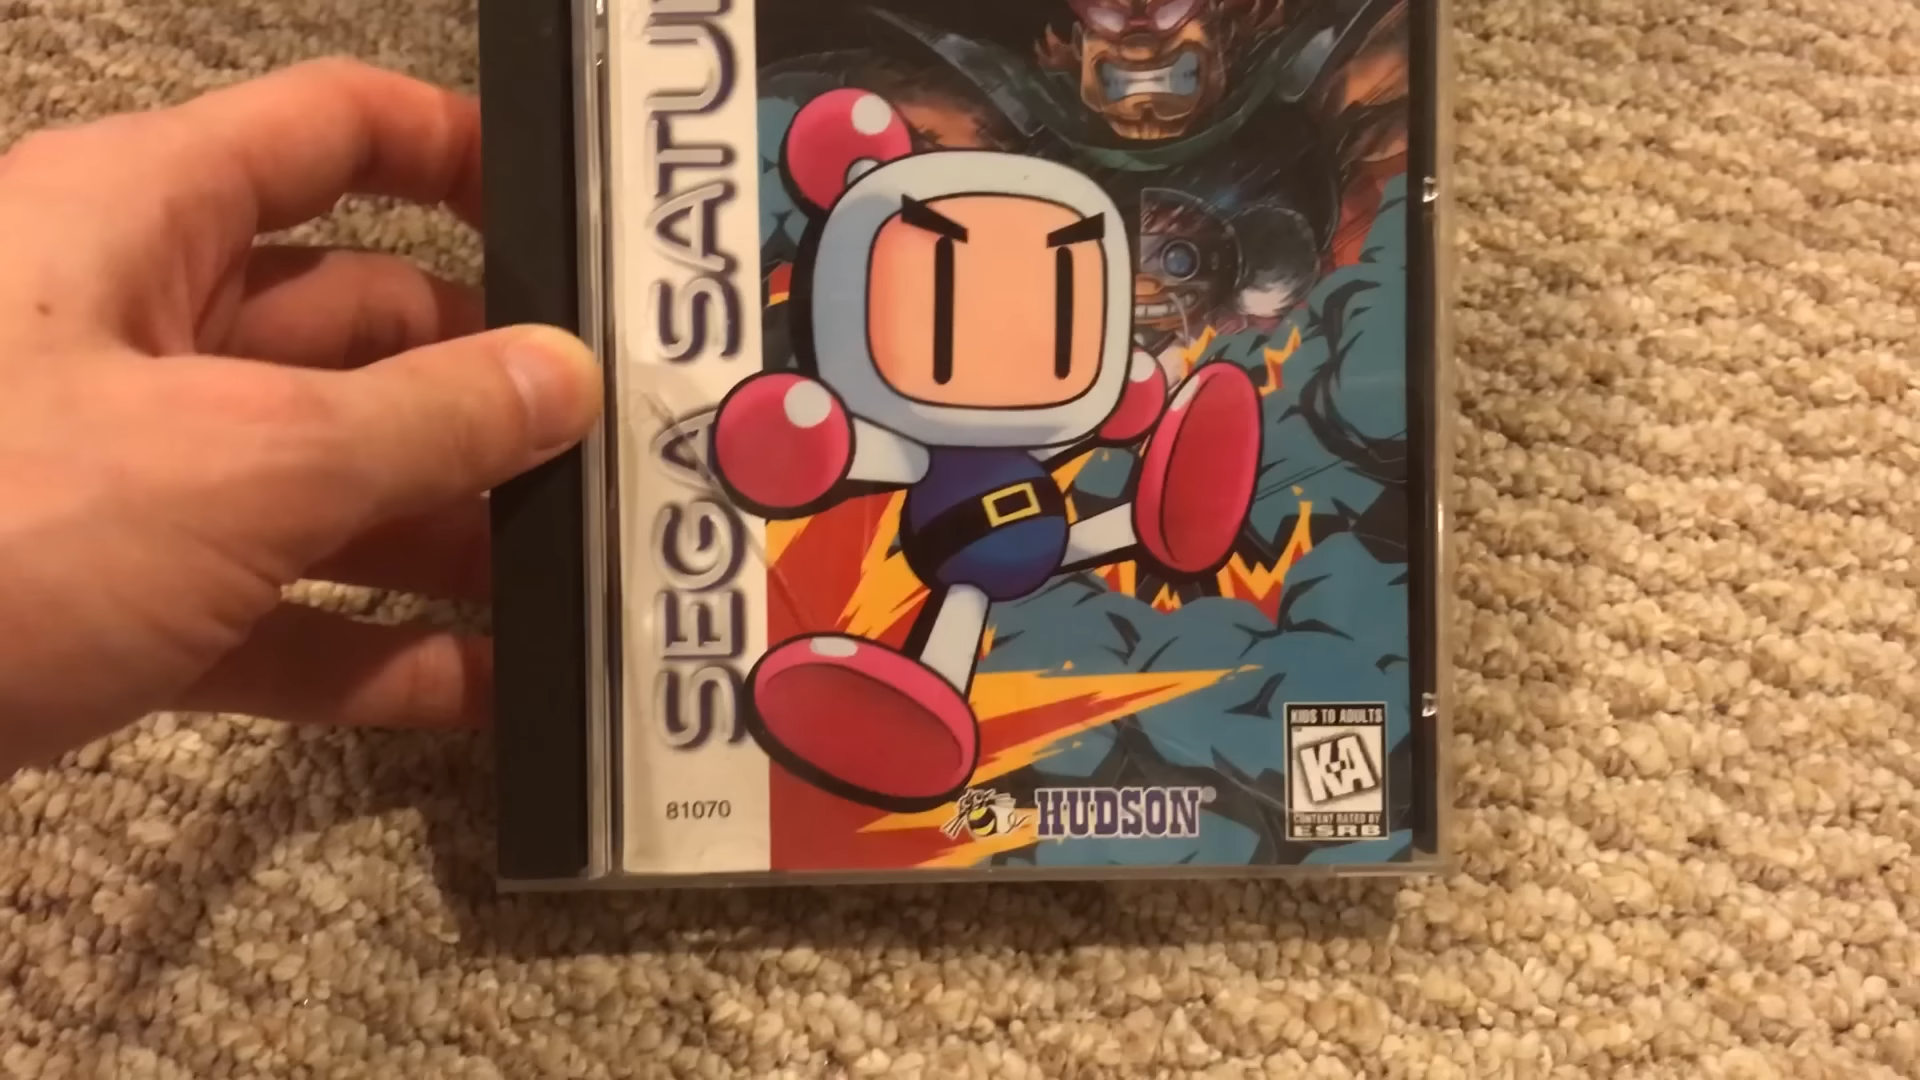 SEGA SATU
81070
HUDSON®
KIDS TO ADULTS
K-A
CONTENT RATED BY
ESRB